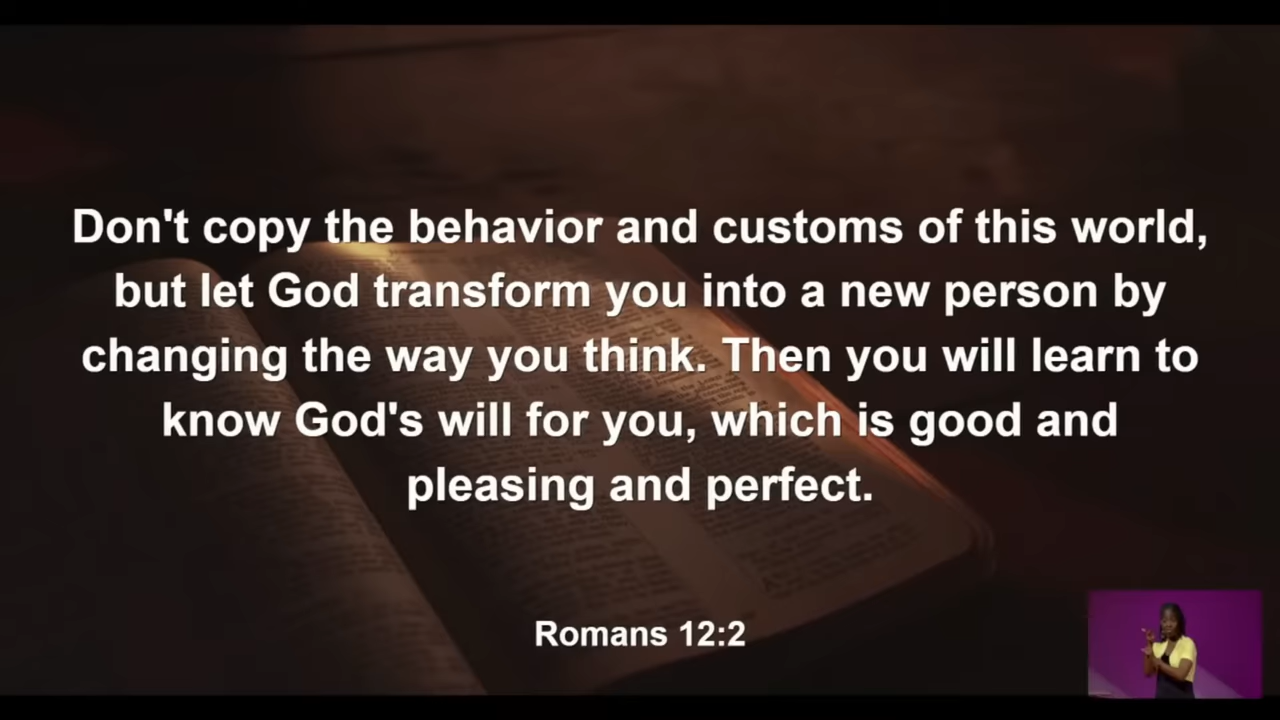 Don't copy the behavior and customs of this world,
but let God transform you into a new person by
changing the way you think. Then you will learn to
know God's will for you, which is good and
pleasing and perfect.
Romans 12:2